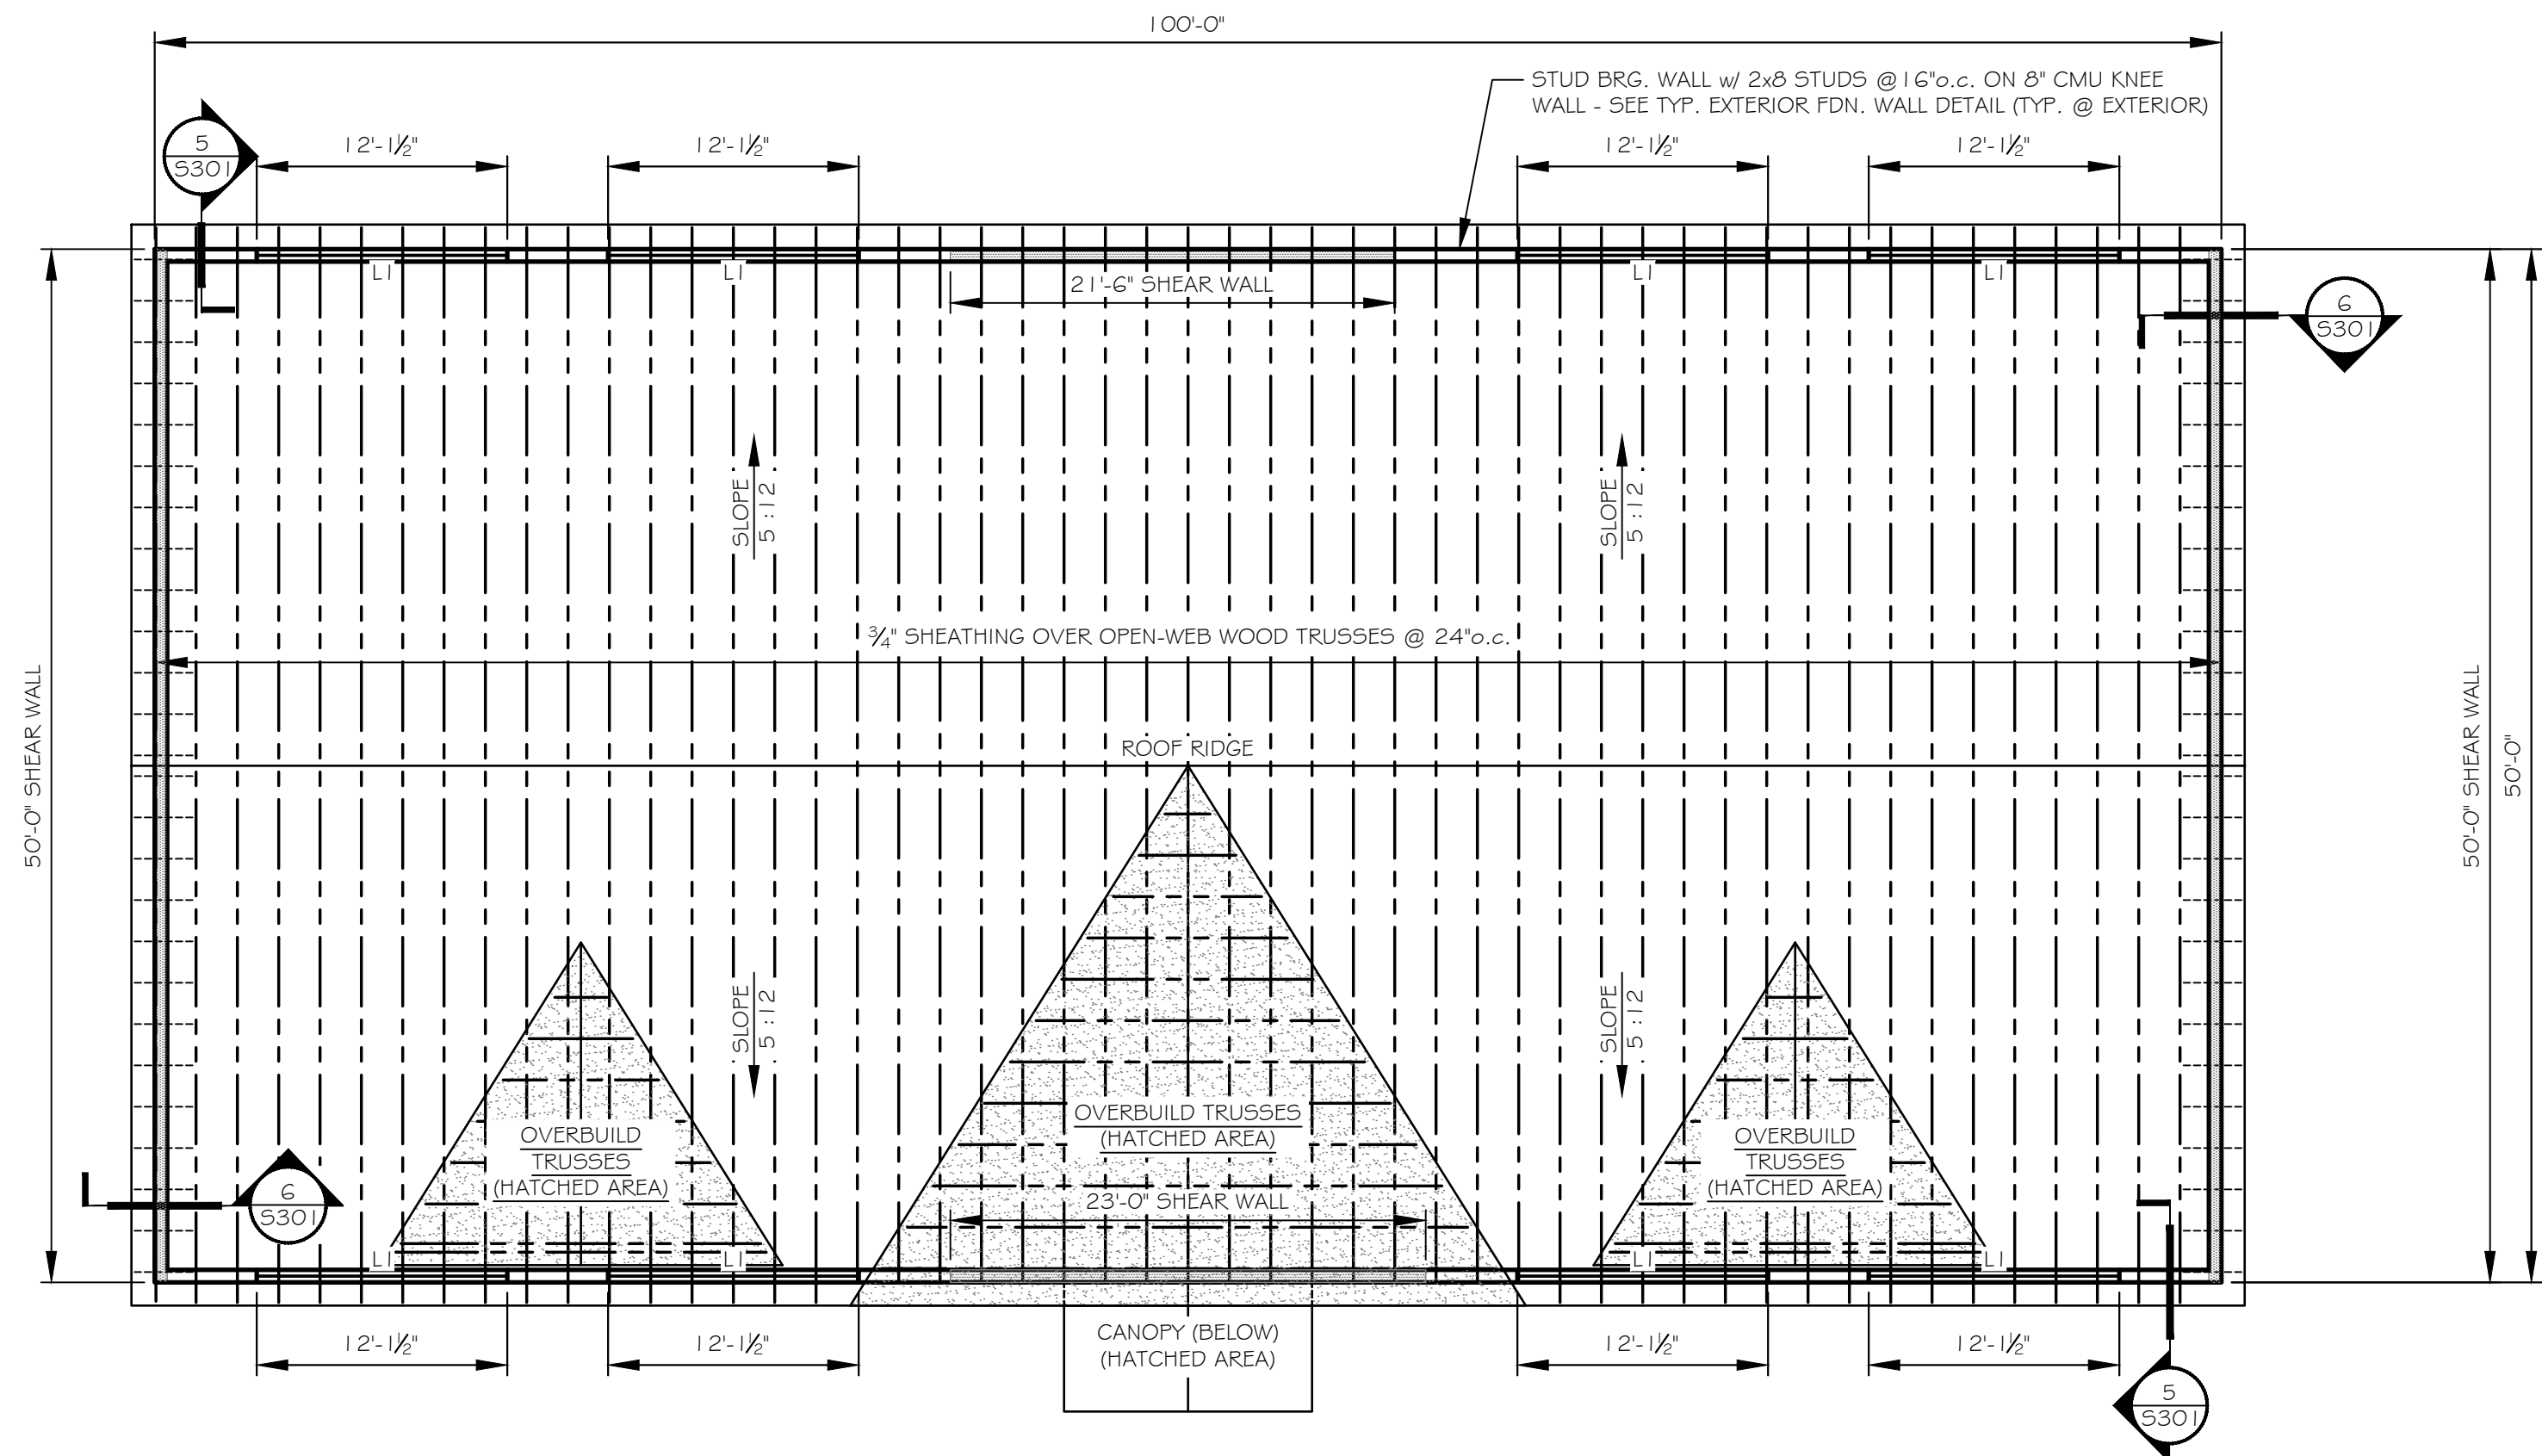 100'-0"
STUD BRG. WALL w/ 2x8 STUDS @16"o.c. ON 8" CMU KNEE
WALL - SEE TYP. EXTERIOR FDN. WALL DETAIL (TYP. @ EXTERIOR)
5
S301
12'-1½"
12'-1½"
12'-1½"
12'-1½"
L1
L1
L1
L1
21'-6" SHEAR WALL
6
S301
SLOPE
5:12
SLOPE
5:12
¾" SHEATHING OVER OPEN-WEB WOOD TRUSSES @ 24"o.c.
50'-0" SHEAR WALL
50'-0" SHEAR WALL
50'-0"
ROOF RIDGE
SLOPE
5:12
SLOPE
5:12
OVERBUILD
TRUSSES
(HATCHED AREA)
OVERBUILD TRUSSES
(HATCHED AREA)
OVERBUILD
TRUSSES
(HATCHED AREA)
23'-0" SHEAR WALL
6
S301
L1
L1
L1
L1
12'-1½"
12'-1½"
CANOPY (BELOW)
(HATCHED AREA)
12'-1½"
12'-1½"
5
S301